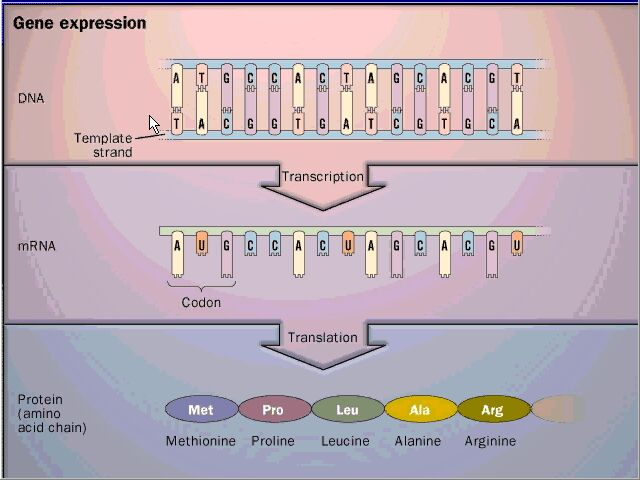 Gene expression
A T G C C A C T A G C A C G T
DNA
T A C G G T G A T C G T G C A
Template
strand
Transcription
mRNA
A U G C C A C U A G C A C G U
Codon
Translation
Protein
(amino
acid chain)
Met Pro Leu Ala Arg
Methionine Proline Leucine Alanine Arginine